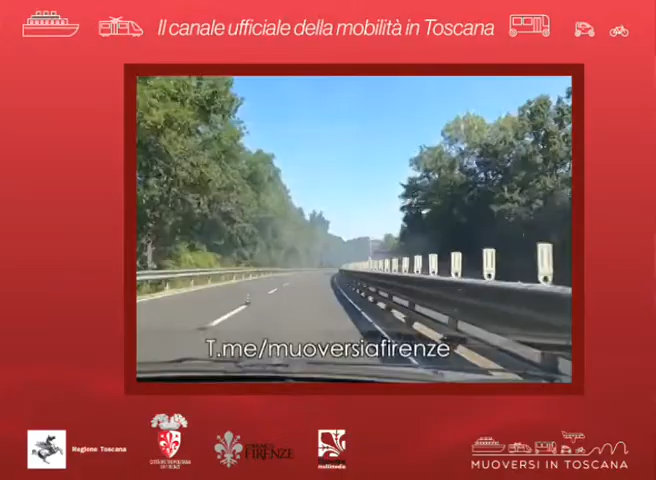 Il canale ufficiale della mobilità in Toscana
T.me/muoversiafirenze
Regione Toscana
FIRENZE
MUOVERSI IN TOSCANA